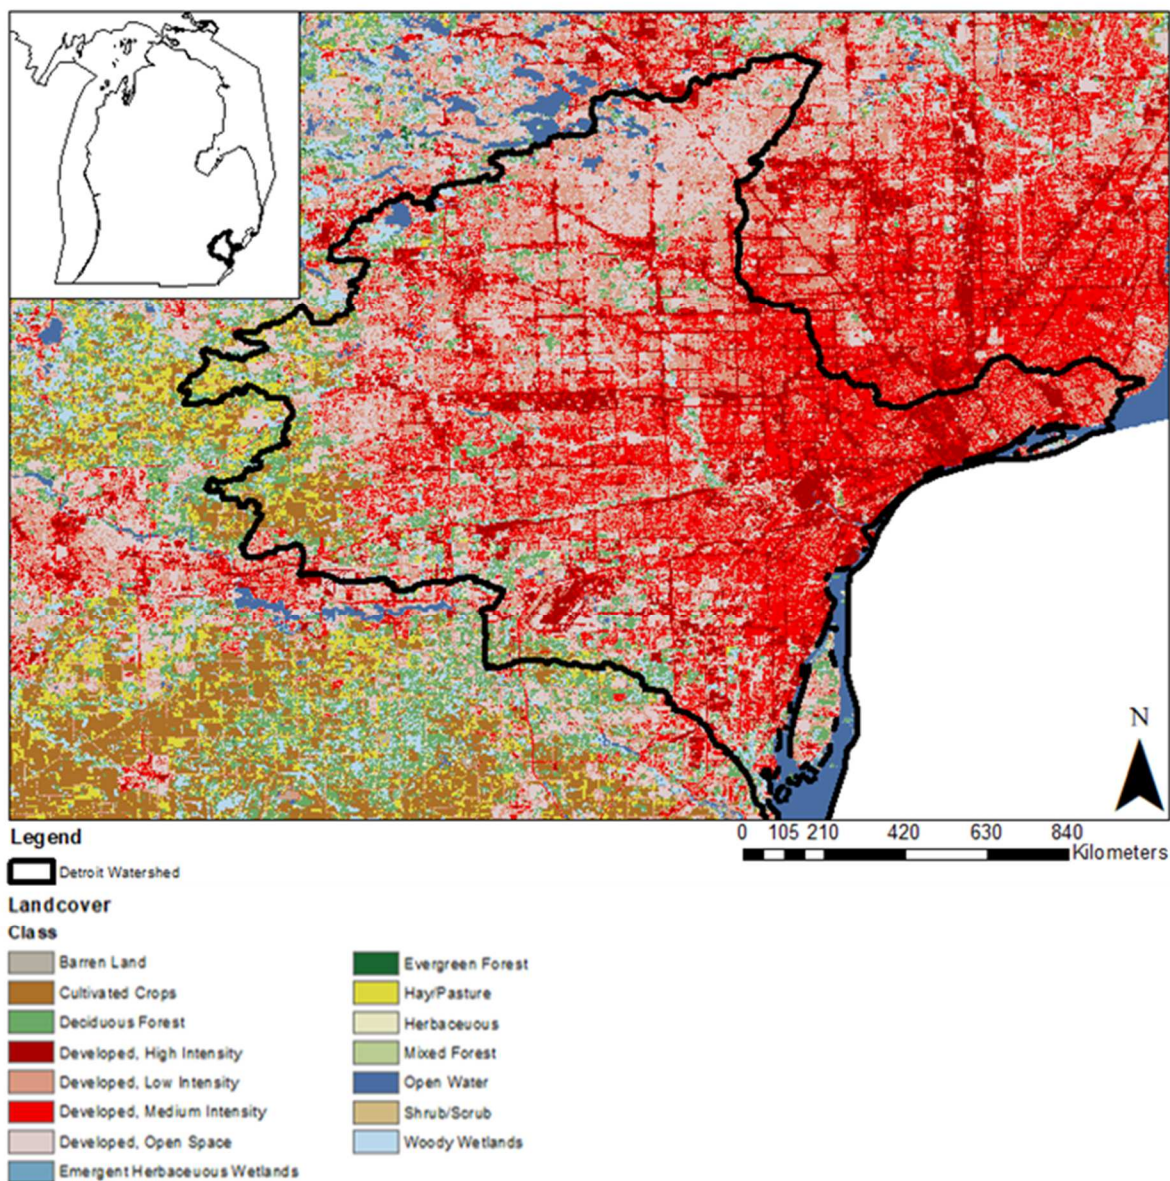 N
0 105 210 420 630 840
Kilometers
Legend
Detroit Watershed
Landcover
Class
Barren Land
Cultivated Crops
Deciduous Forest
Developed, High Intensity
Developed, Low Intensity
Developed, Medium Intensity
Developed, Open Space
Emergent Herbaceuous Wetlands
Evergreen Forest
Hay/Pasture
Herbaceuous
Mixed Forest
Open Water
Shrub/Scrub
Woody Wetlands